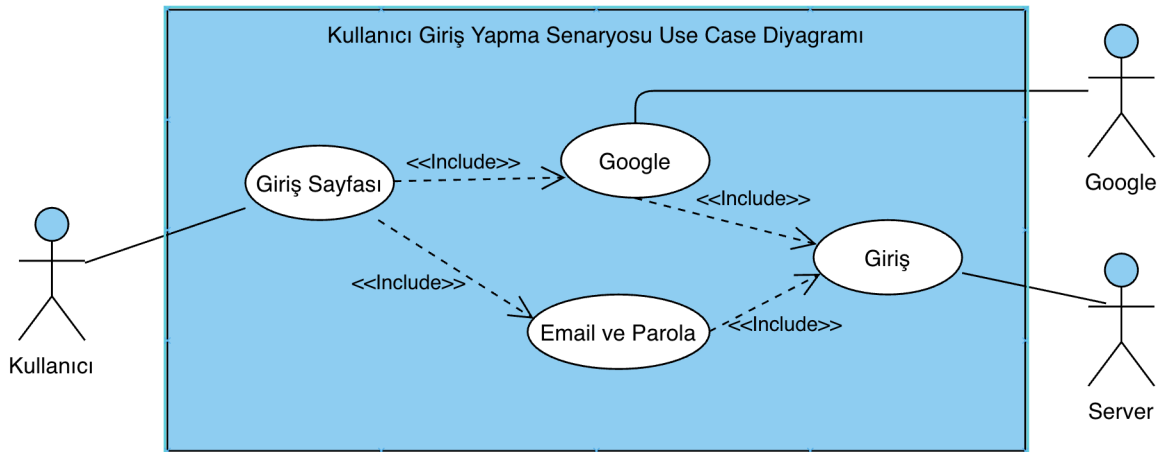 Kullanıcı Giriş Yapma Senaryosu Use Case Diyagramı
Giriş Sayfası
<<Include>>
Google
<<Include>>
Google
<<Include>>
Email ve Parola
<<Include>>
Giriş
Kullanıcı
Server